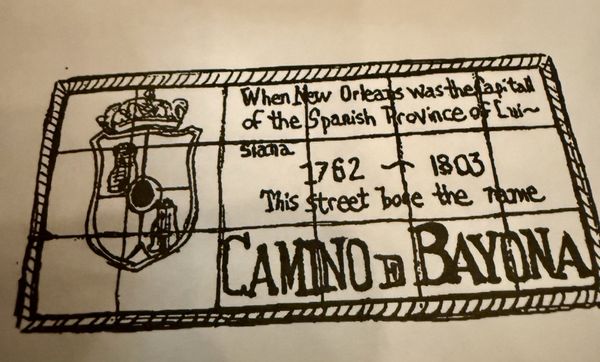 When New Orleans was the Capitall
of the Spanish Province of Lui~
siana
1762 - 1803
This street bore the name
CAMINO DE BAYONA